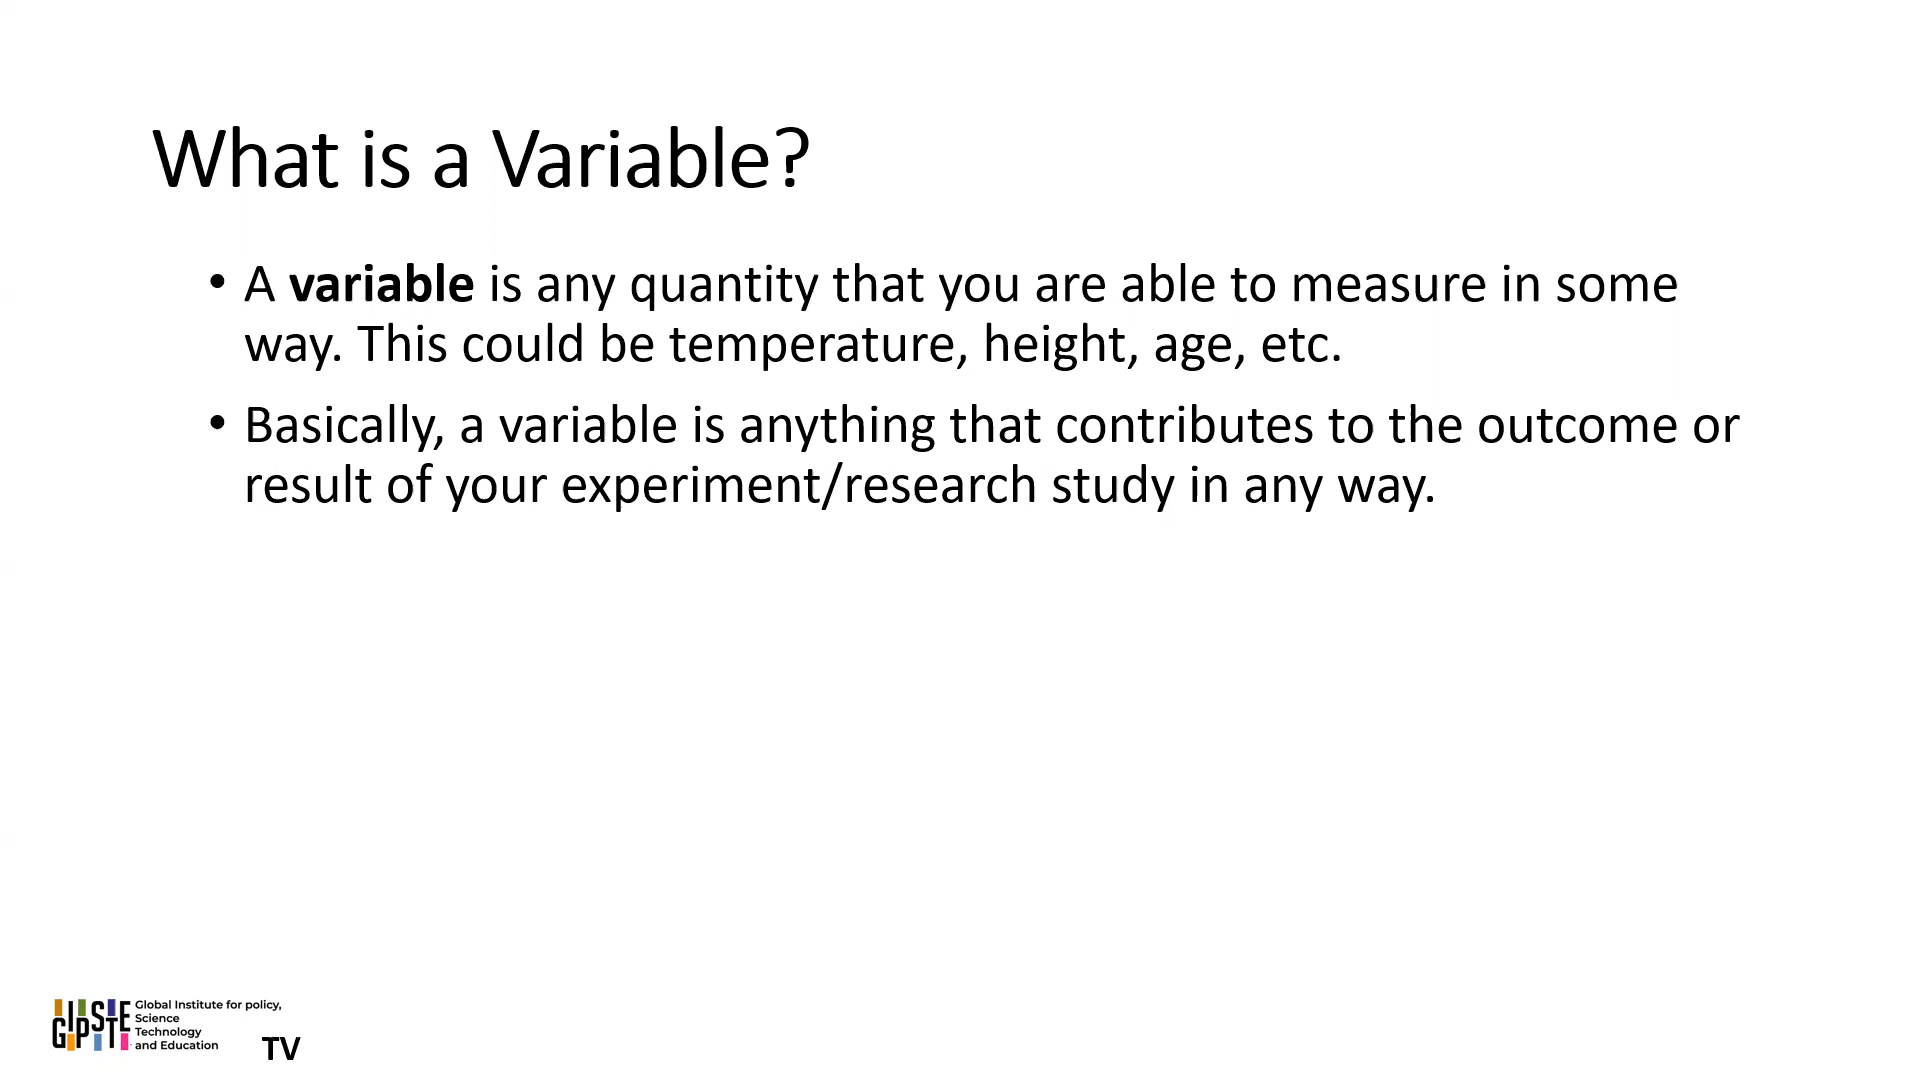 What is a Variable?
• A variable is any quantity that you are able to measure in some
way. This could be temperature, height, age, etc.
• Basically, a variable is anything that contributes to the outcome or
result of your experiment/research study in any way.
GIPSTE
Global Institute for policy,
Science
Technology
and Education
TV